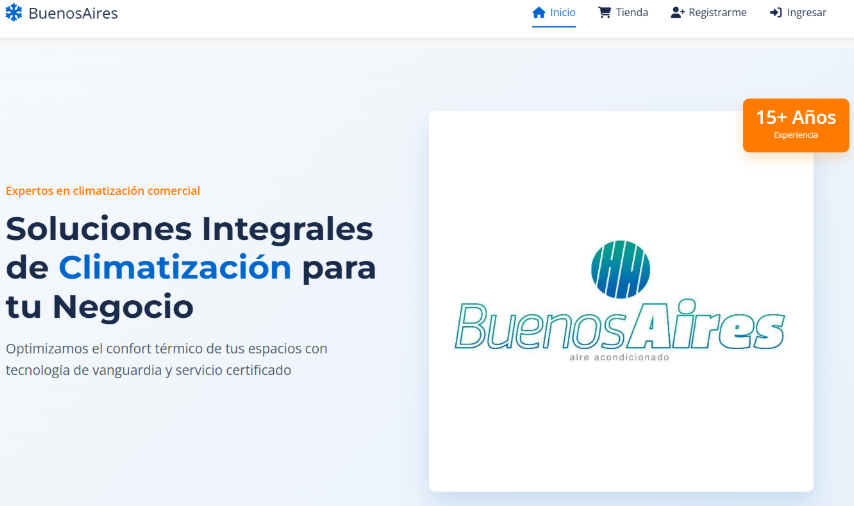 BuenosAires
Inicio
Tienda
Registrarme
Ingresar
15+ Años
Experiencia
Expertos en climatización comercial
Soluciones Integrales
de Climatización para
tu Negocio
Optimizamos el confort térmico de tus espacios con
tecnología de vanguardia y servicio certificado
BuenosAires
aire acondicionado